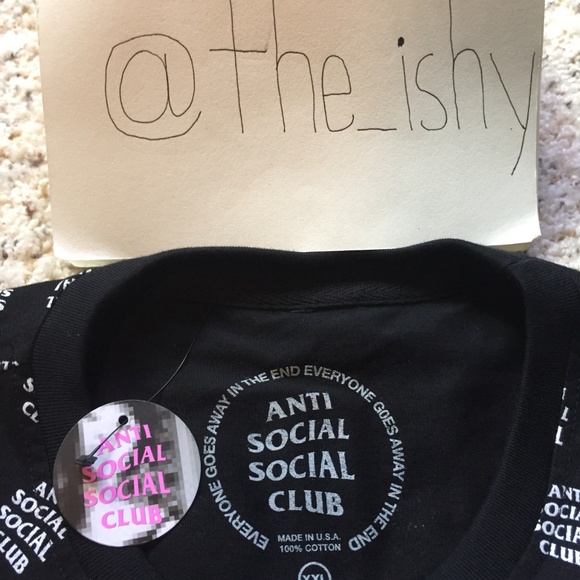 @the_ishy
EVERYONE GOES AWAY IN THE END EVERYONE GOES AWAY IN THE END
ANTI
SOCIAL
SOCIAL
CLUB
MADE IN U.S.A.
100% COTTON
XXL
ANTI
SOCIAL
SOCIAL
CLUB
AN
SOCIAL
SOCIAL
CLUB